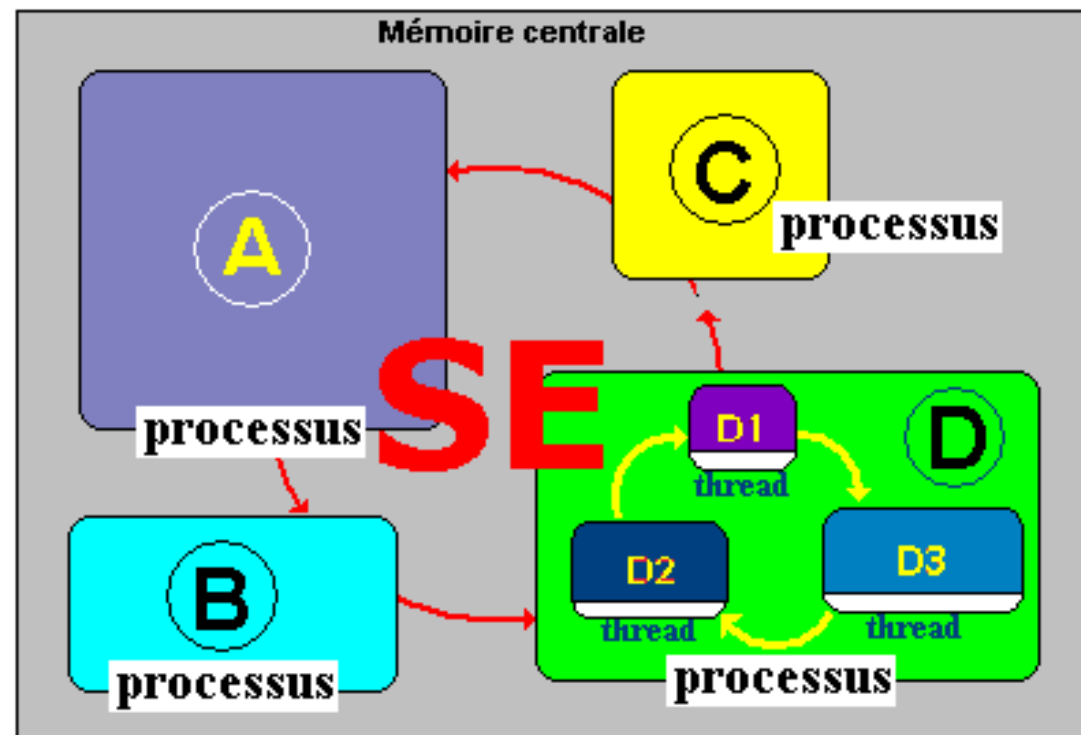 Mémoire centrale
A
processus
C
processus
SE
B
processus
D
D1
thread
D2
thread
D3
thread
processus